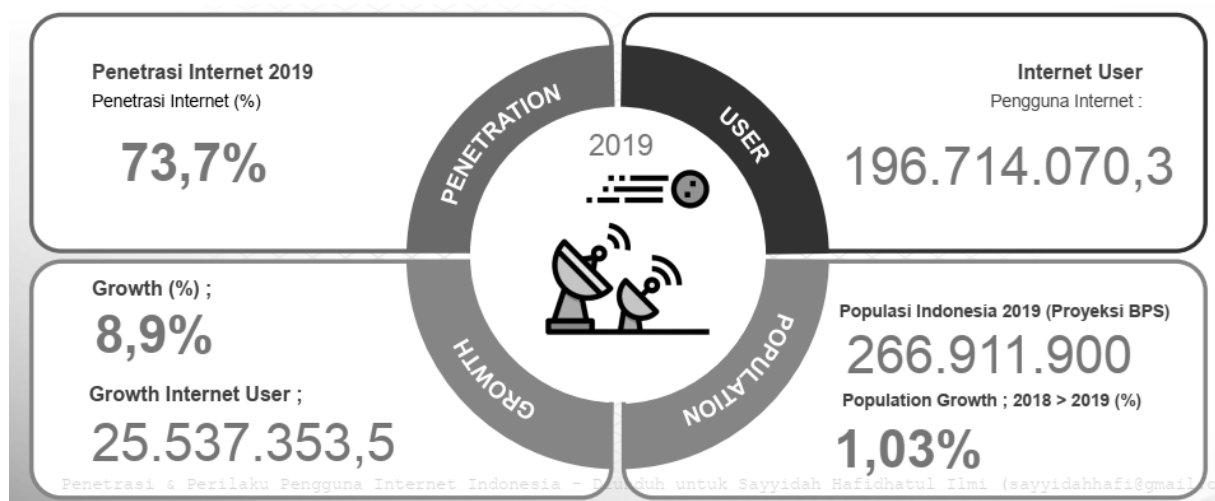 Penetrasi Internet 2019
Penetrasi Internet (%)
73,7%
PENETRATION
2019
USER
Internet User
Pengguna Internet :
196.714.070,3
Growth (%) ;
8,9%
Growth Internet User ;
25.537.353,5
GROWTH
POPULATION
Populasi Indonesia 2019 (Proyeksi BPS)
266.911.900
Population Growth ; 2018 > 2019 (%)
1,03%
Penetrasi & Perilaku Pengguna Internet Indonesia - Diunduh untuk Sayyidah Hafidhatul Ilmi (sayyidahhafi@gmail.c